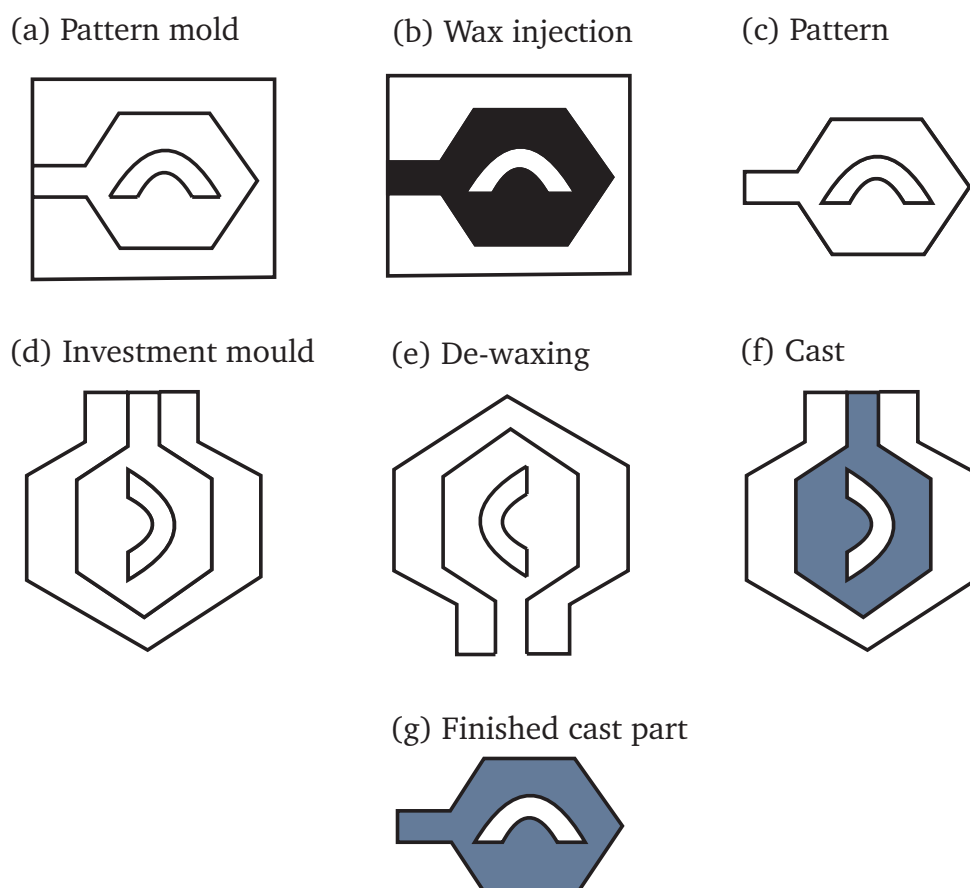 (a) Pattern mold
(b) Wax injection
(c) Pattern
(d) Investment mould
(e) De-waxing
(f) Cast
(g) Finished cast part